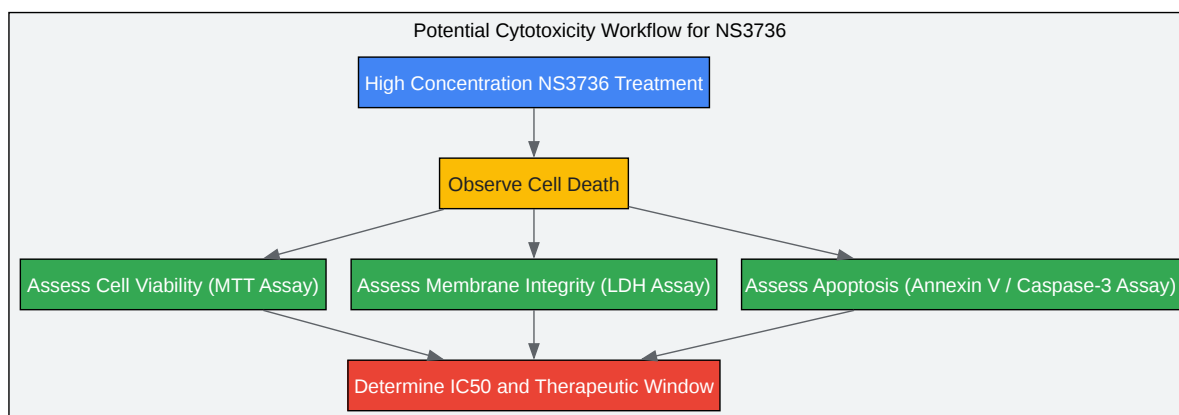 Potential Cytotoxicity Workflow for NS3736
High Concentration NS3736 Treatment
Observe Cell Death
Assess Cell Viability (MTT Assay)
Assess Membrane Integrity (LDH Assay)
Assess Apoptosis (Annexin V / Caspase-3 Assay)
Determine IC50 and Therapeutic Window